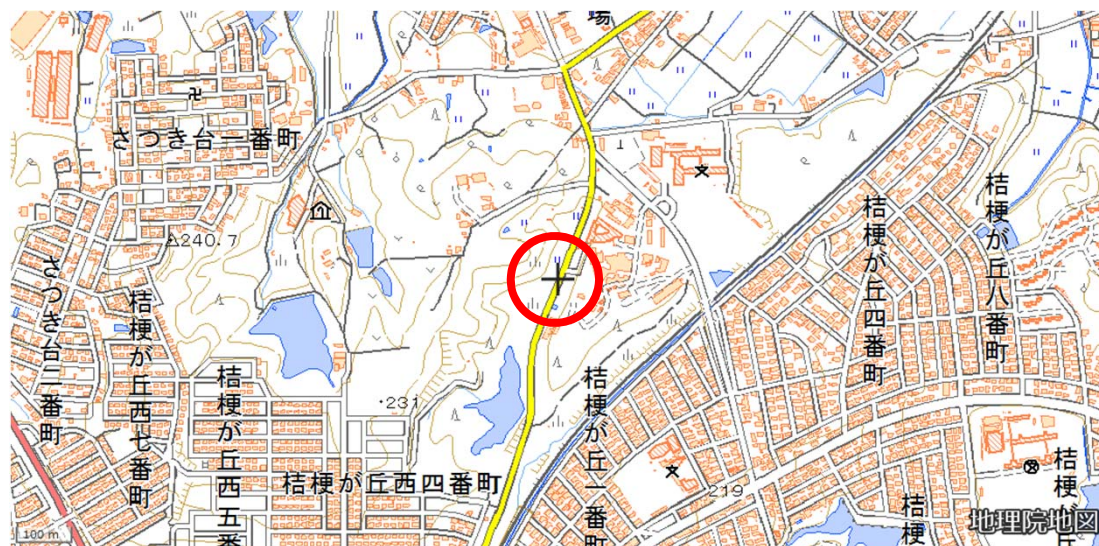 場
さつき台一番町
240.7
さつき台二番町
桔梗が丘西七番町
桔梗が丘西五番
231
桔梗が丘西四番町
桔梗が丘一番町
桔梗が丘四番町
桔梗が丘八番町
219
桔梗
桔梗が
100 m
地理院地図